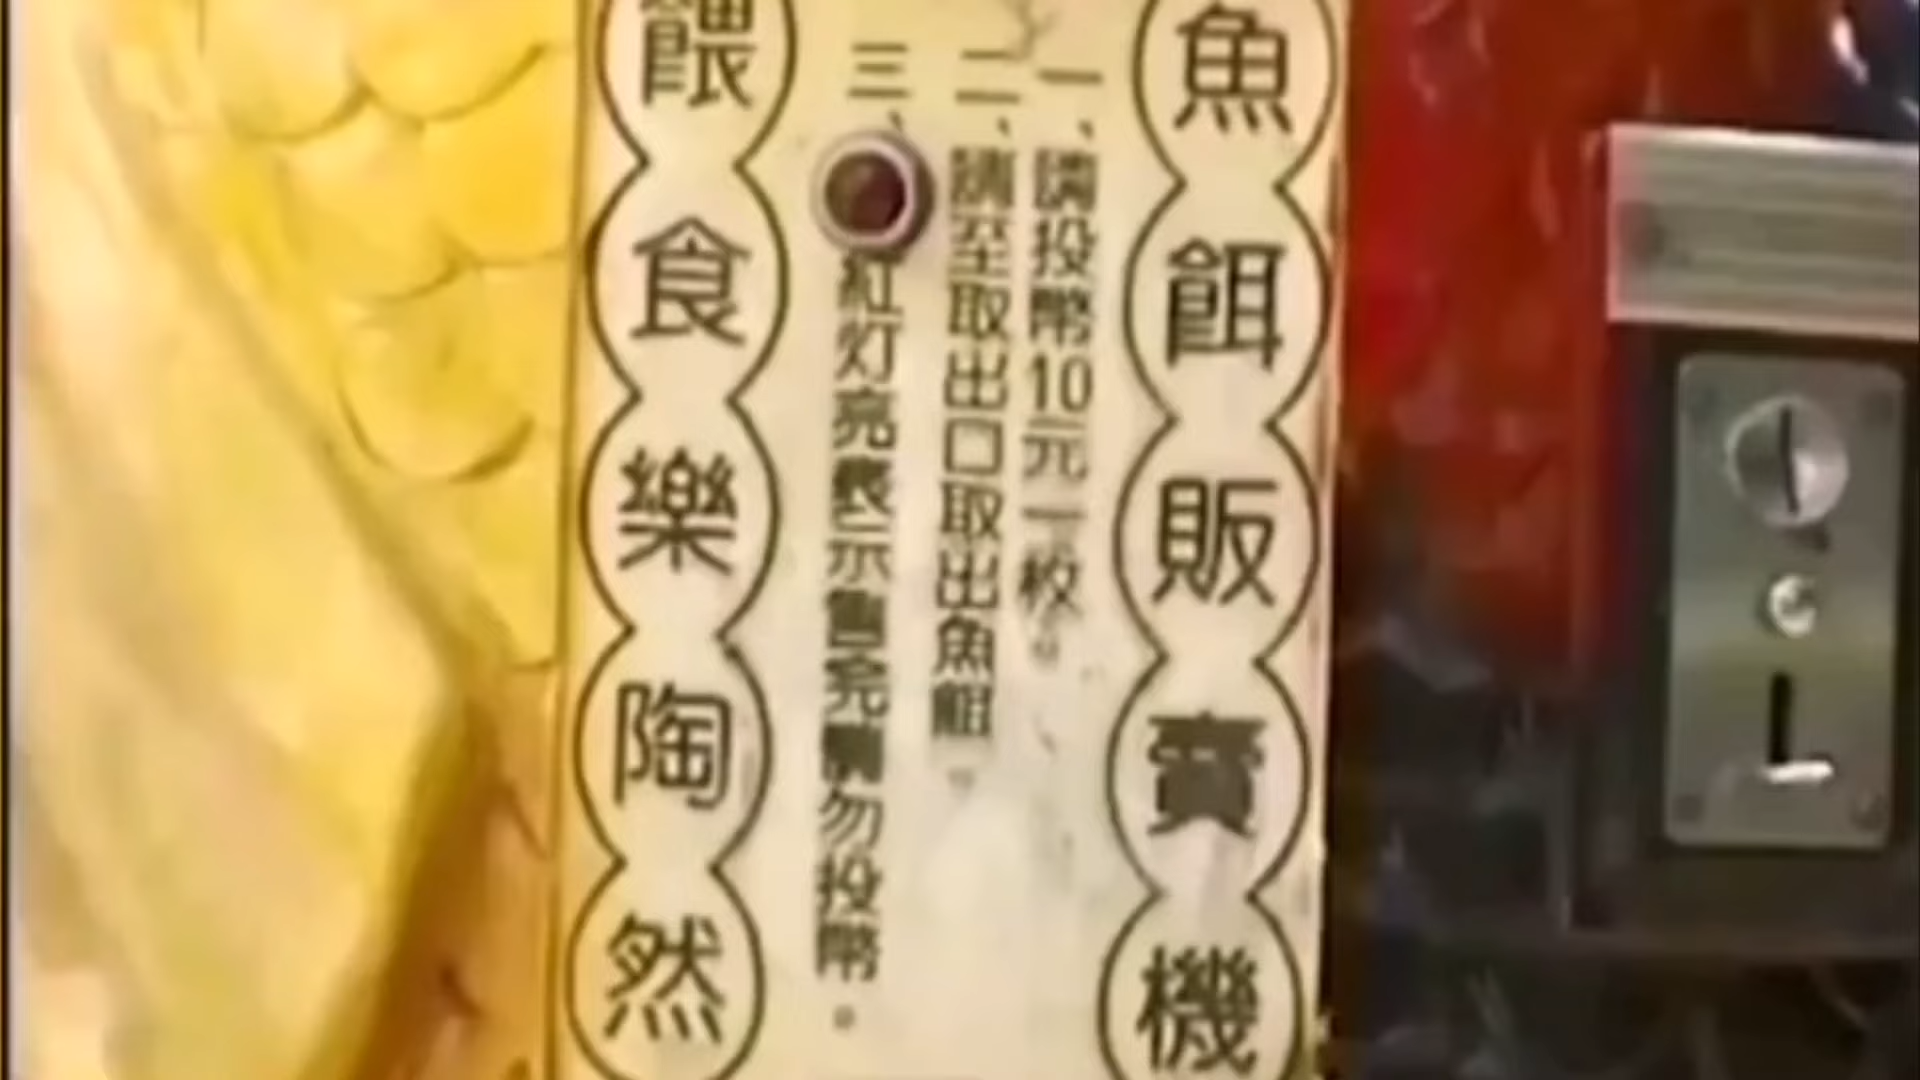 魚餌販賣機
一、請投幣10元一枚。
二、請至取出口取出魚餌。
三、紅灯亮表示售完請勿投幣。
餵食樂陶然